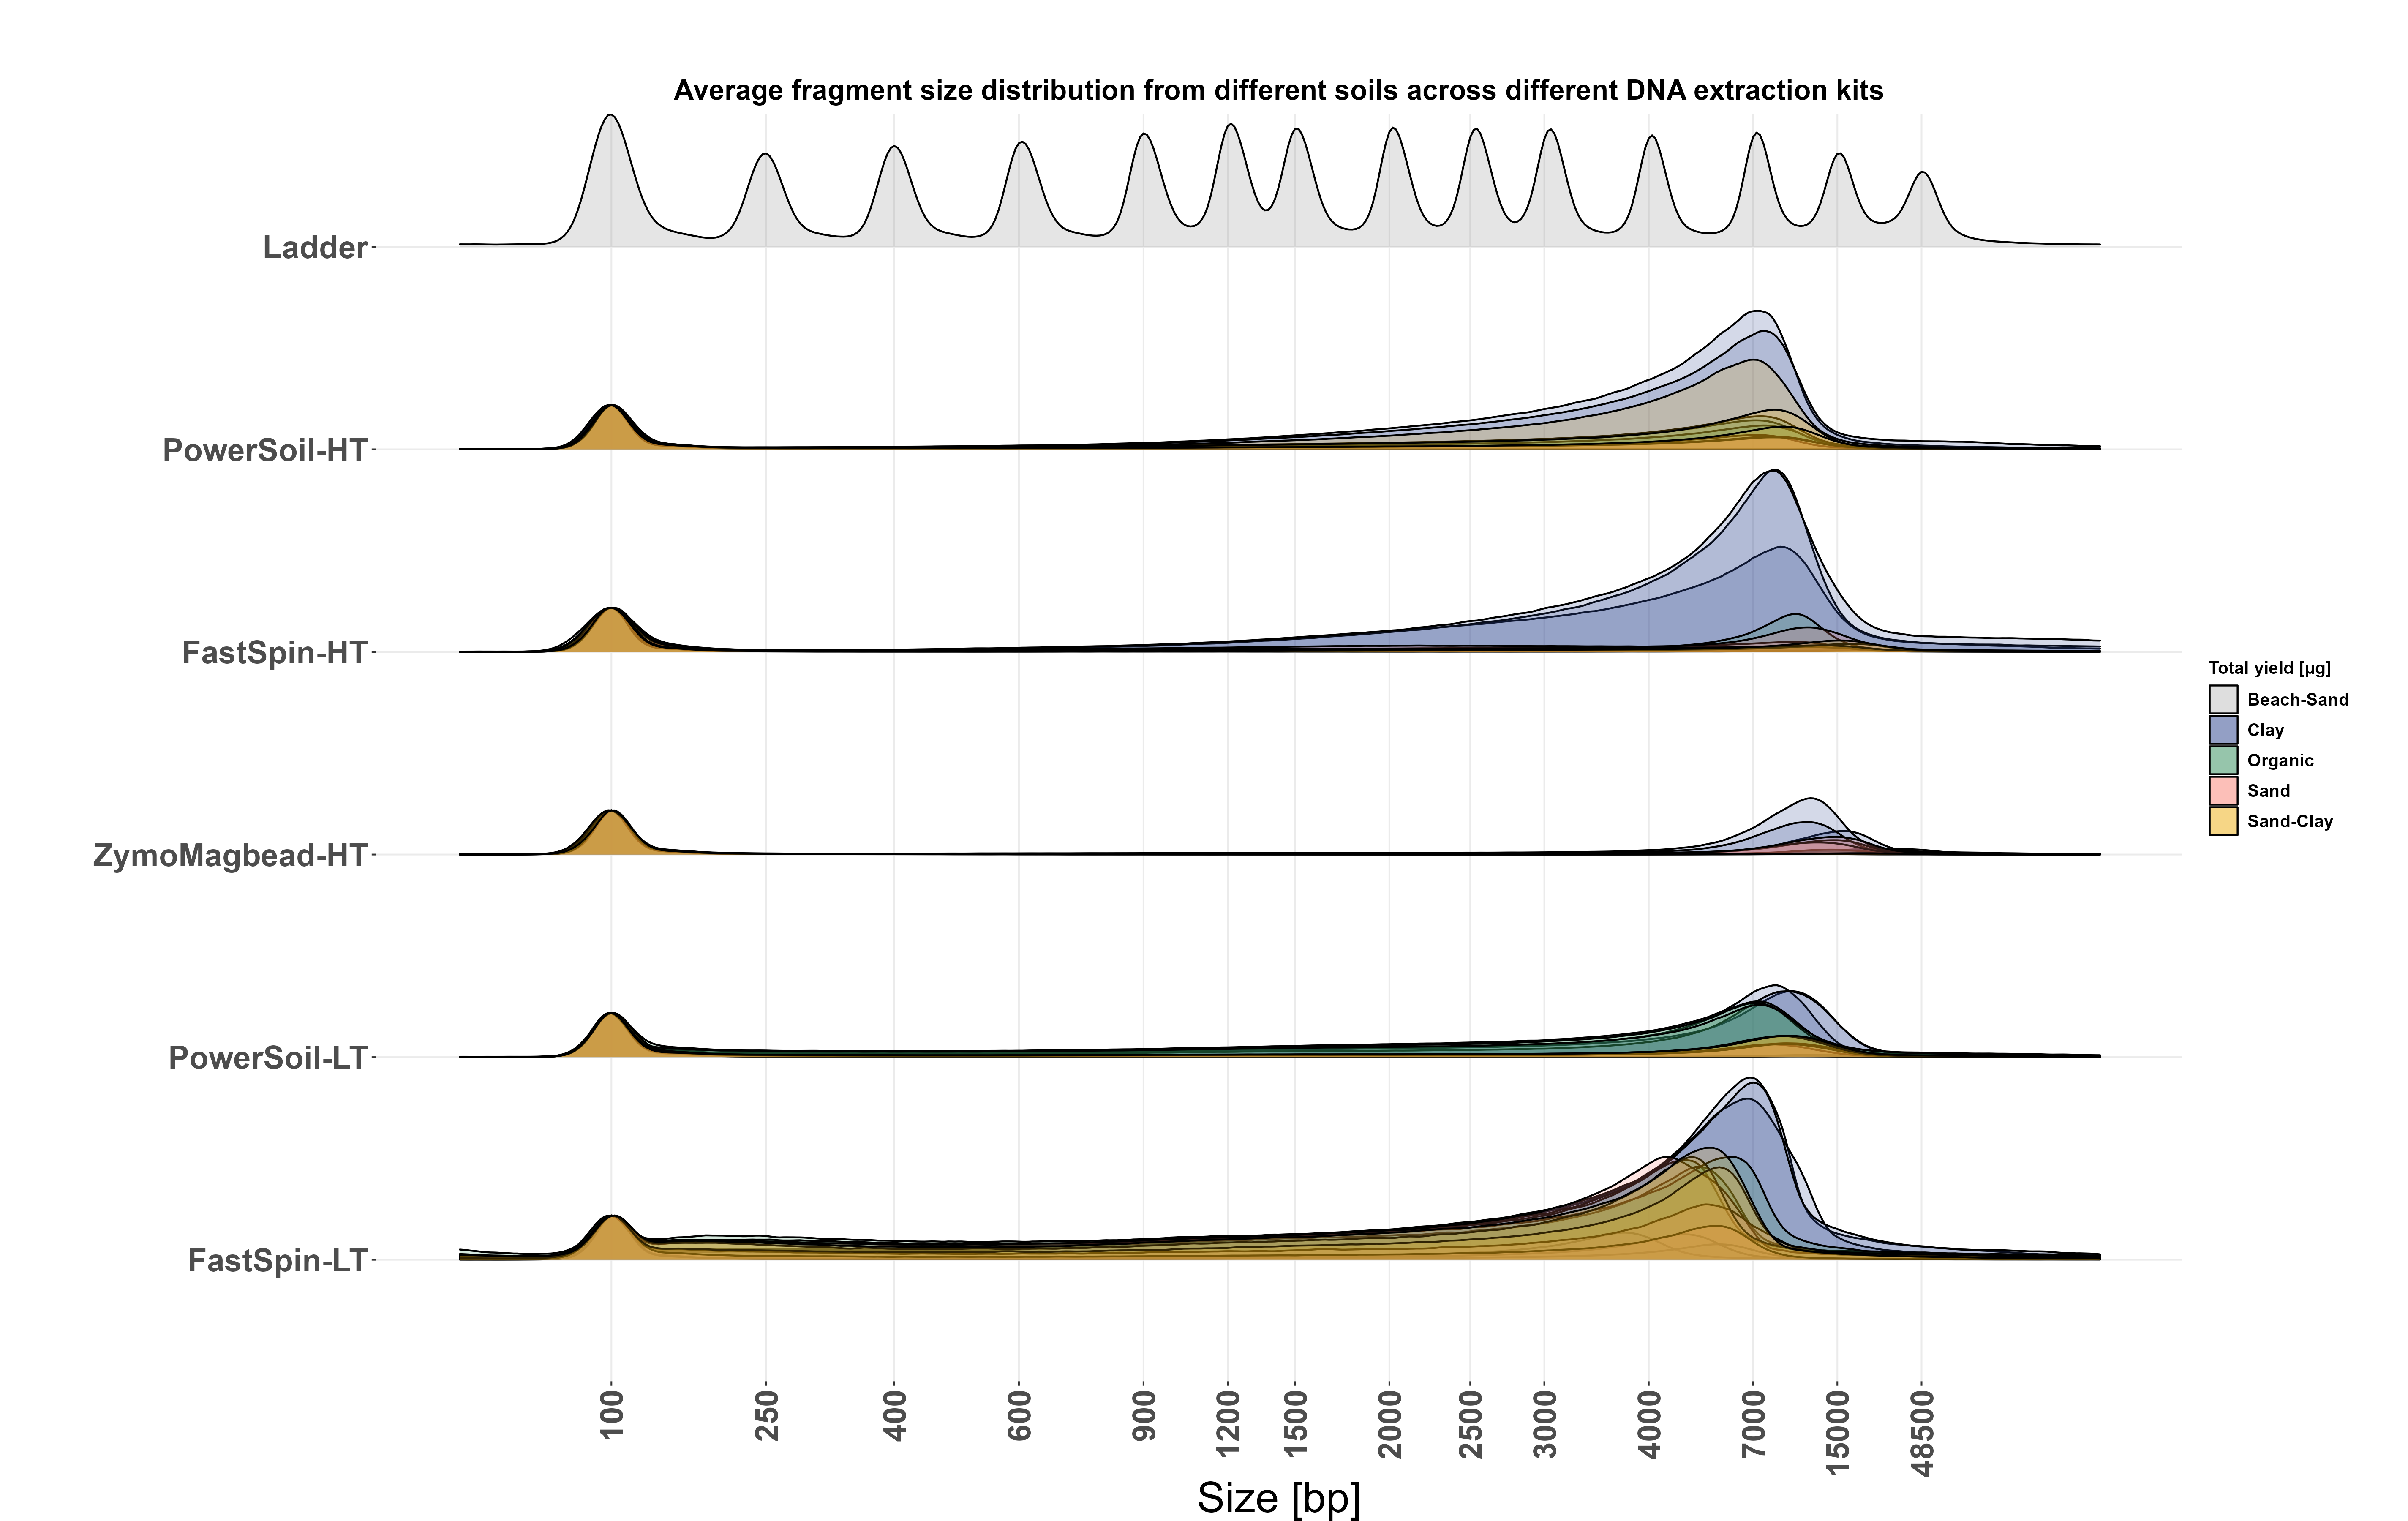 Average fragment size distribution from different soils across different DNA extraction kits
Ladder
PowerSoil-HT
FastSpin-HT
ZymoMagbead-HT
PowerSoil-LT
FastSpin-LT
Total yield [µg]
Beach-Sand
Clay
Organic
Sand
Sand-Clay
100 250 400 600 900 1200 1500 2000 2500 3000 4000 7000 15000 48500
Size [bp]